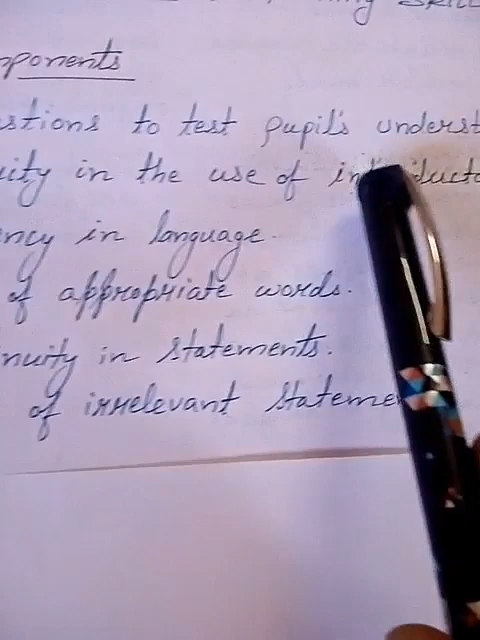 SKILL
ponents
stions to test pupil's underst
uity in the use of
ncy in language.
of appropriate words.
nuity in statements.
of irrelevant stateme